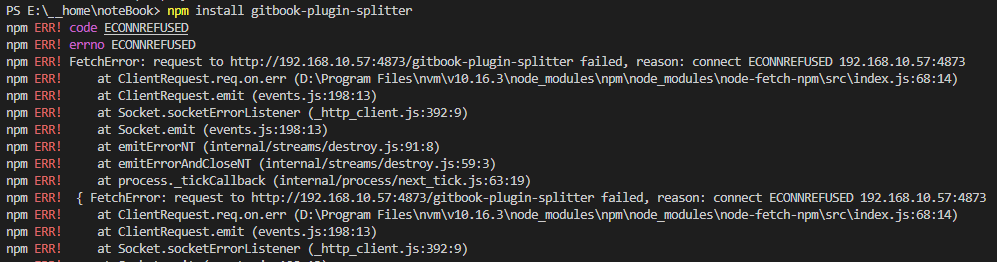 PS E:\__home\noteBook> npm install gitbook-plugin-splitter
npm ERR! code ECONNREFUSED
npm ERR! errno ECONNREFUSED
npm ERR! FetchError: request to http://192.168.10.57:4873/gitbook-plugin-splitter failed, reason: connect ECONNREFUSED 192.168.10.57:4873
npm ERR!     at ClientRequest.req.on.err (D:\Program Files\nvm\v10.16.3\node_modules\npm\node_modules\node-fetch-npm\src\index.js:68:14)
npm ERR!     at ClientRequest.emit (events.js:198:13)
npm ERR!     at Socket.socketErrorListener (_http_client.js:392:9)
npm ERR!     at Socket.emit (events.js:198:13)
npm ERR!     at emitErrorNT (internal/streams/destroy.js:91:8)
npm ERR!     at emitErrorAndCloseNT (internal/streams/destroy.js:59:3)
npm ERR!     at process._tickCallback (internal/process/next_tick.js:63:19)
npm ERR!  { FetchError: request to http://192.168.10.57:4873/gitbook-plugin-splitter failed, reason: connect ECONNREFUSED 192.168.10.57:4873
npm ERR!     at ClientRequest.req.on.err (D:\Program Files\nvm\v10.16.3\node_modules\npm\node_modules\node-fetch-npm\src\index.js:68:14)
npm ERR!     at ClientRequest.emit (events.js:198:13)
npm ERR!     at Socket.socketErrorListener (_http_client.js:392:9)